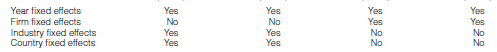 Year fixed effects Yes Yes Yes Yes
Firm fixed effects No No Yes Yes
Industry fixed effects Yes Yes No No
Country fixed effects Yes Yes No No